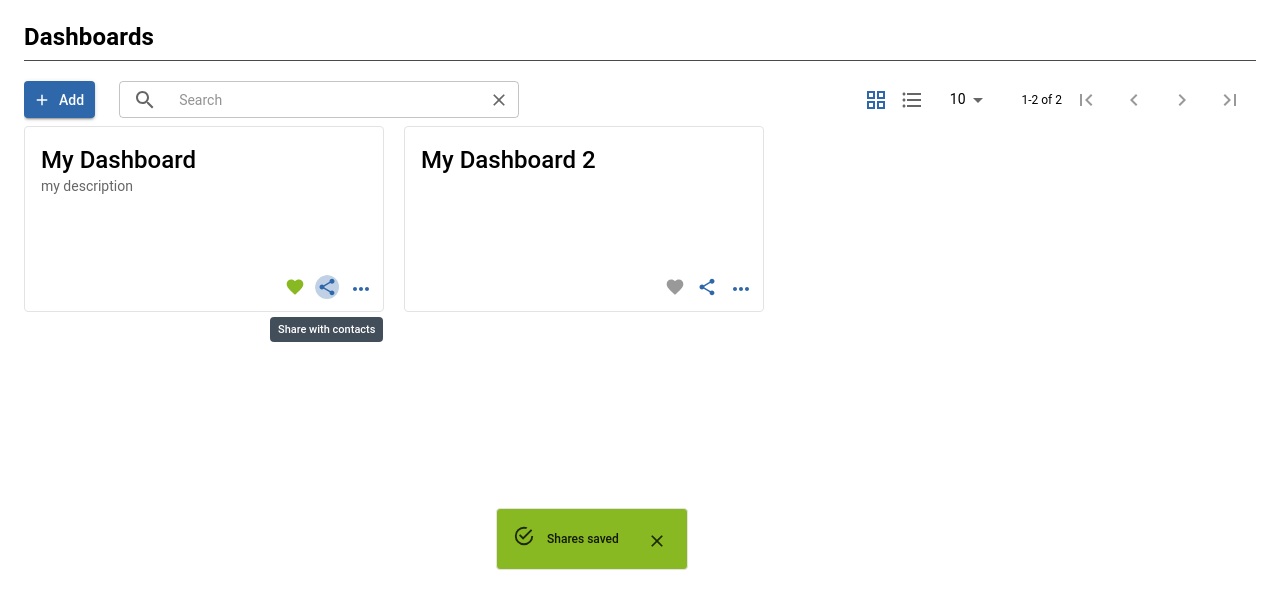 Dashboards
Add
Search
10
1-2 of 2
My Dashboard
my description
My Dashboard 2
Share with contacts
Shares saved